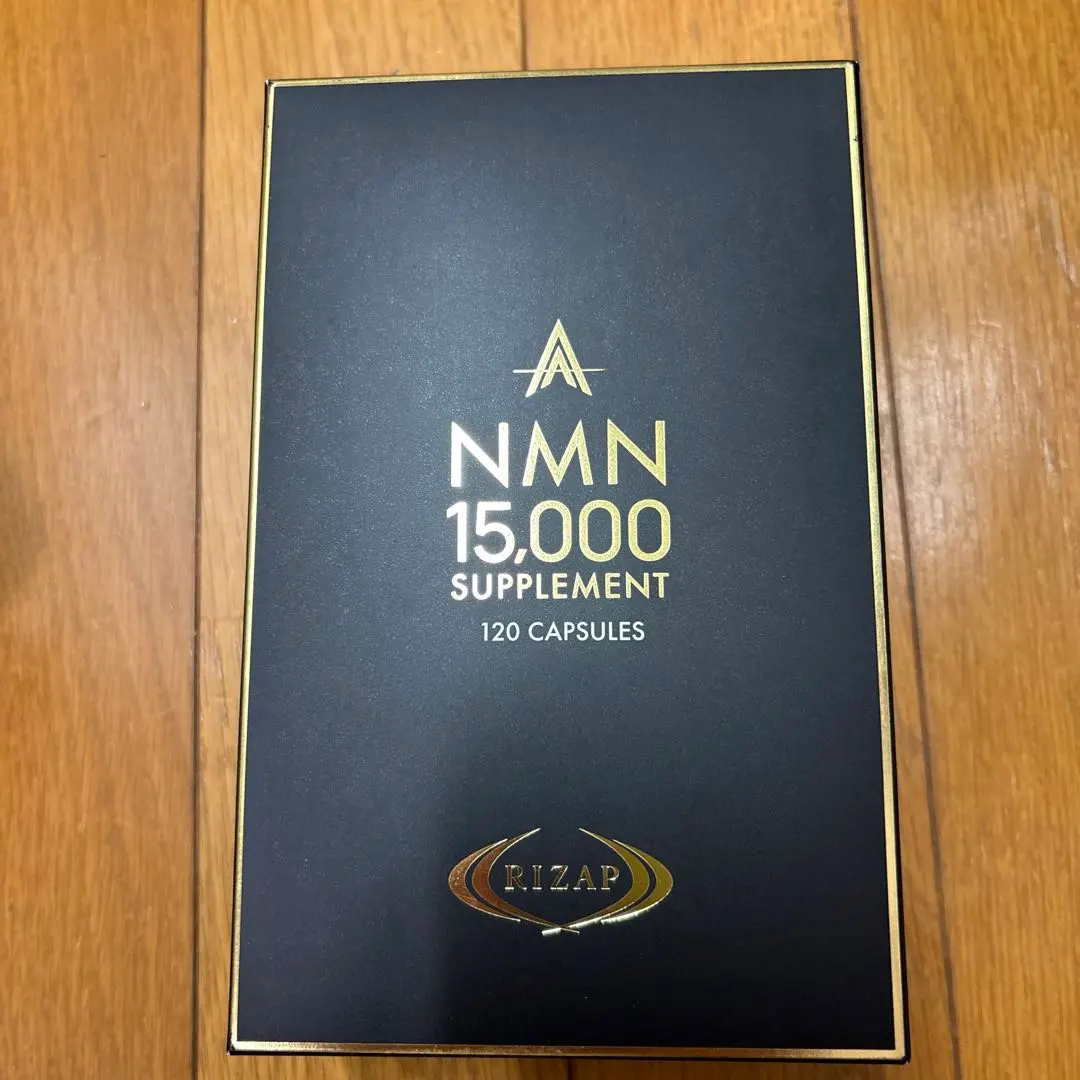 NMN
15,000
SUPPLEMENT
120 CAPSULES
RIZAP